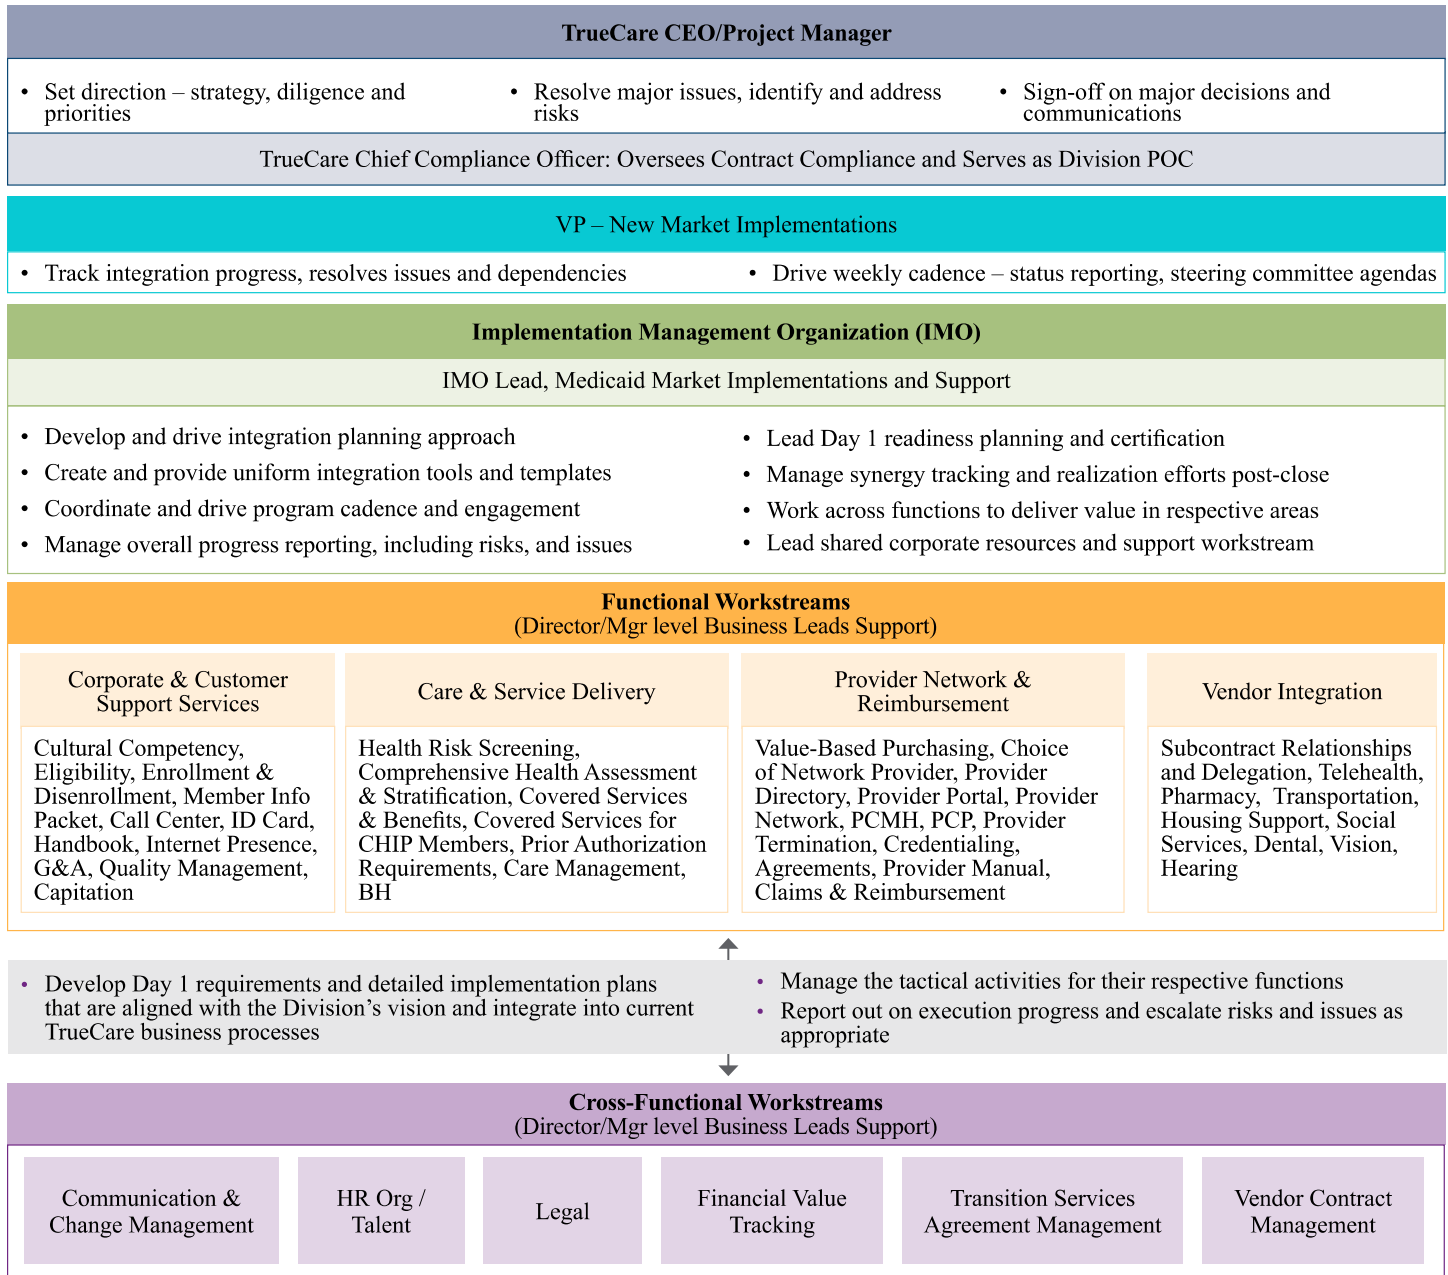 TrueCare CEO/Project Manager
• Set direction – strategy, diligence and
priorities
• Resolve major issues, identify and address
risks
• Sign-off on major decisions and
communications
TrueCare Chief Compliance Officer: Oversees Contract Compliance and Serves as Division POC
VP – New Market Implementations
• Track integration progress, resolves issues and dependencies
• Drive weekly cadence – status reporting, steering committee agendas
Implementation Management Organization (IMO)
IMO Lead, Medicaid Market Implementations and Support
• Develop and drive integration planning approach
• Create and provide uniform integration tools and templates
• Coordinate and drive program cadence and engagement
• Manage overall progress reporting, including risks, and issues
• Lead Day 1 readiness planning and certification
• Manage synergy tracking and realization efforts post-close
• Work across functions to deliver value in respective areas
• Lead shared corporate resources and support workstream
Functional Workstreams
(Director/Mgr level Business Leads Support)
Corporate & Customer
Support Services
Cultural Competency,
Eligibility, Enrollment &
Disenrollment, Member Info
Packet, Call Center, ID Card,
Handbook, Internet Presence,
G&A, Quality Management,
Capitation
Care & Service Delivery
Health Risk Screening,
Comprehensive Health Assessment
& Stratification, Covered Services
& Benefits, Covered Services for
CHIP Members, Prior Authorization
Requirements, Care Management,
BH
Provider Network &
Reimbursement
Value-Based Purchasing, Choice
of Network Provider, Provider
Directory, Provider Portal, Provider
Network, PCMH, PCP, Provider
Termination, Credentialing,
Agreements, Provider Manual,
Claims & Reimbursement
Vendor Integration
Subcontract Relationships
and Delegation, Telehealth,
Pharmacy, Transportation,
Housing Support, Social
Services, Dental, Vision,
Hearing
• Develop Day 1 requirements and detailed implementation plans
that are aligned with the Division’s vision and integrate into current
TrueCare business processes
• Manage the tactical activities for their respective functions
• Report out on execution progress and escalate risks and issues as
appropriate
Cross-Functional Workstreams
(Director/Mgr level Business Leads Support)
Communication &
Change Management
HR Org /
Talent
Legal
Financial Value
Tracking
Transition Services
Agreement Management
Vendor Contract
Management